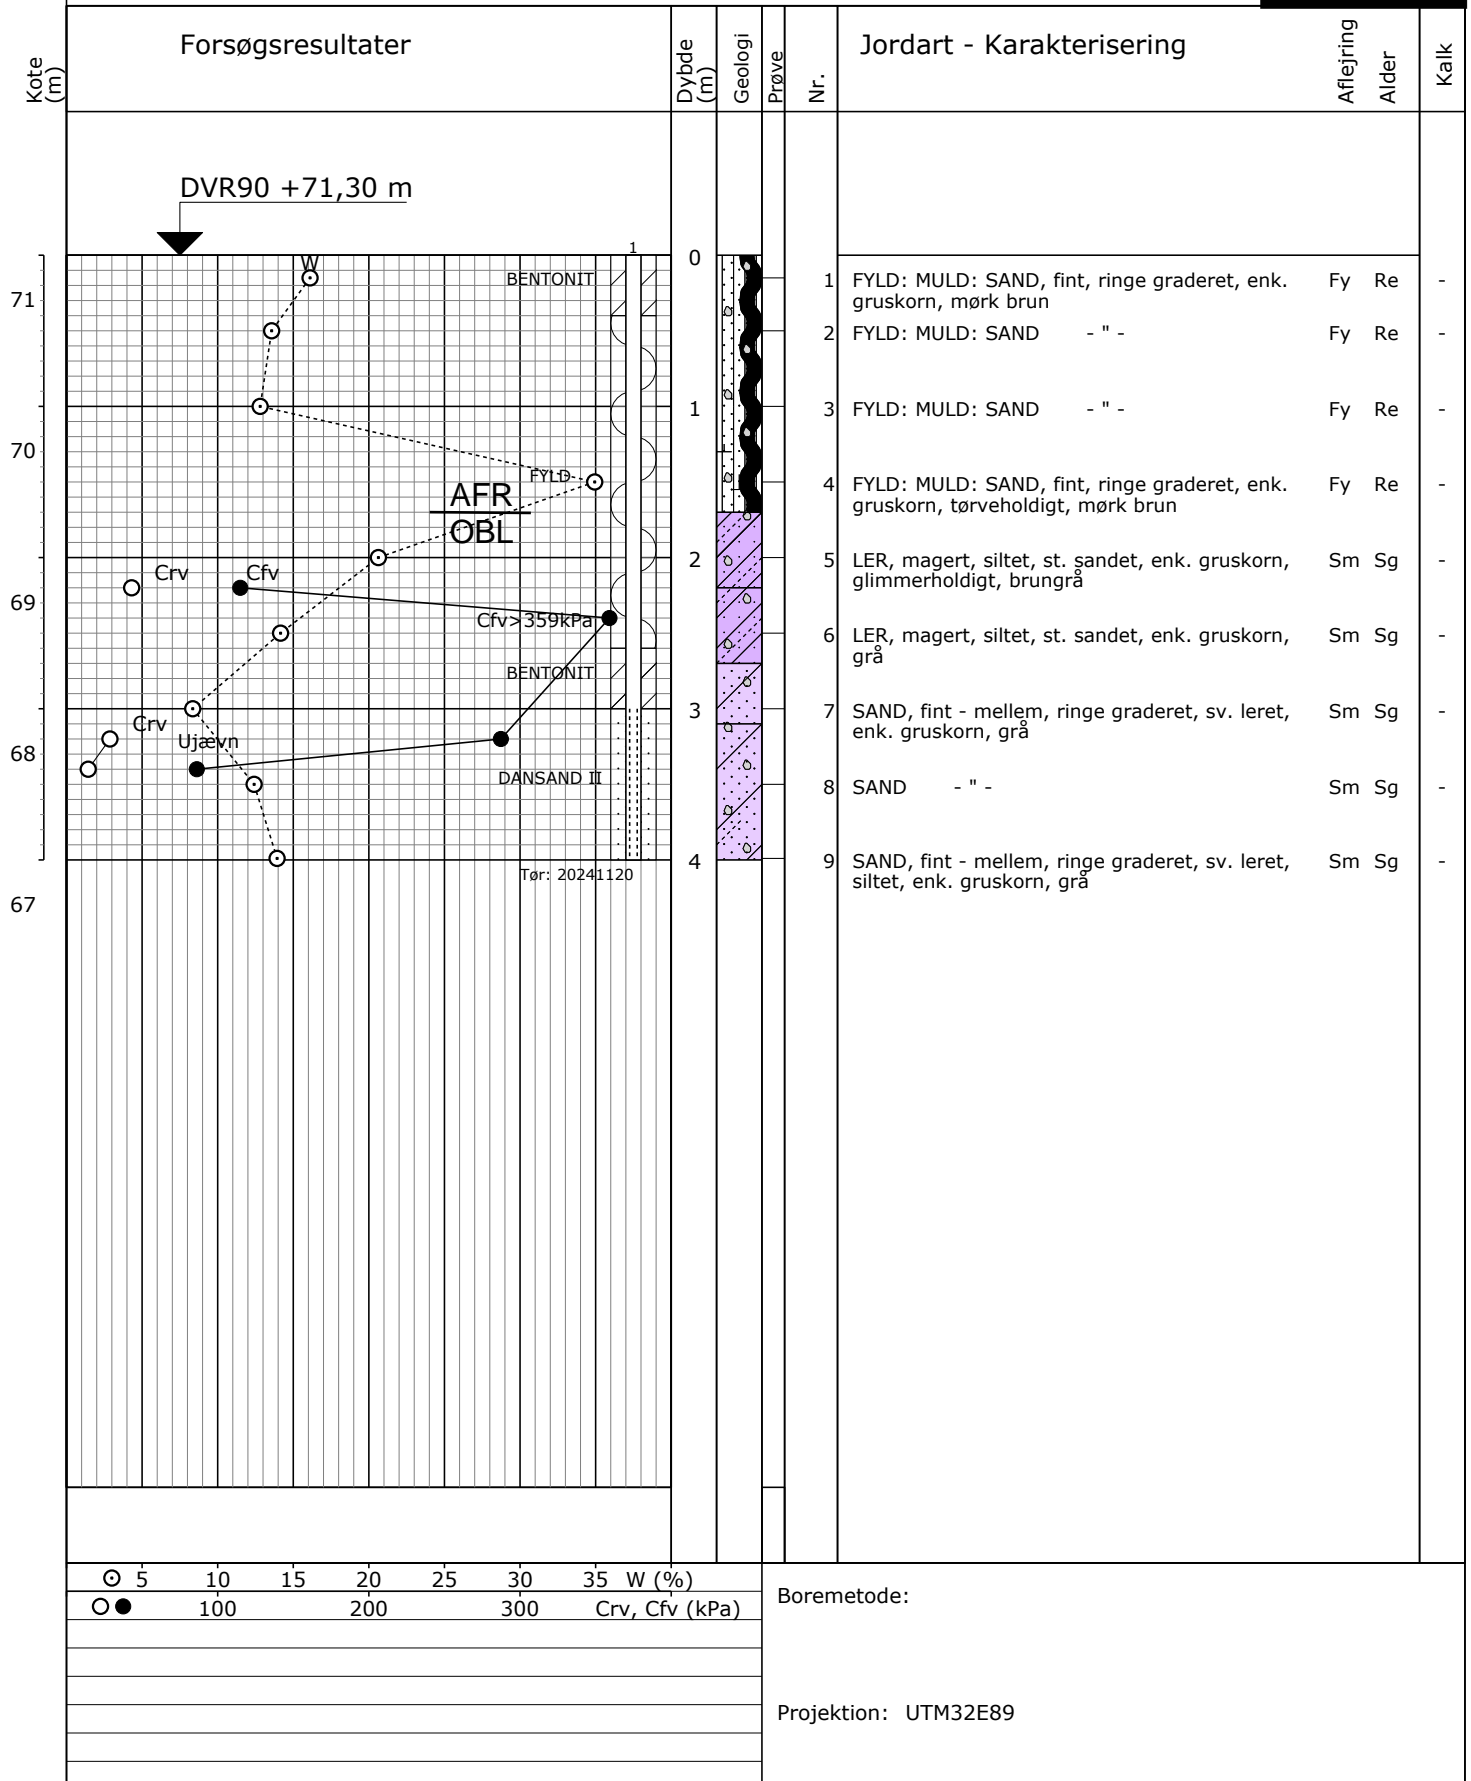 Kote (m)
Forsøgsresultater
Dybde (m)
Geologi
Prøve
Nr.
Jordart - Karakterisering
Aflejring
Alder
Kalk
DVR90 +71,30 m
1
W
BENTONIT
0
1 FYLD: MULD: SAND, fint, ringe graderet, enk. Fy Re -
gruskorn, mørk brun
71
2 FYLD: MULD: SAND - " - Fy Re -
1
3 FYLD: MULD: SAND - " - Fy Re -
70
FYLD
AFR
OBL
4 FYLD: MULD: SAND, fint, ringe graderet, enk. Fy Re -
gruskorn, tørveholdigt, mørk brun
2
5 LER, magert, siltet, st. sandet, enk. gruskorn, Sm Sg -
glimmerholdigt, brungrå
Crv
Cfv
69
Cfv>359kPa
6 LER, magert, siltet, st. sandet, enk. gruskorn, Sm Sg -
grå
BENTONIT
3
7 SAND, fint - mellem, ringe graderet, sv. leret, Sm Sg -
enk. gruskorn, grå
Crv
Ujævn
68
DANSAND II
8 SAND - " - Sm Sg -
4
9 SAND, fint - mellem, ringe graderet, sv. leret, Sm Sg -
siltet, enk. gruskorn, grå
Tør: 20241120
67
5 10 15 20 25 30 35 W (%)
100 200 300 Crv, Cfv (kPa)
Boremetode:
Projektion: UTM32E89